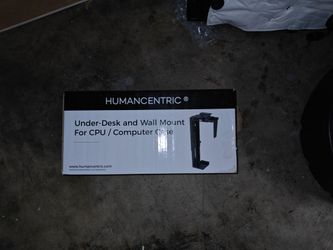 HUMANCENTRIC ®
Under-Desk and Wall Mount
For CPU / Computer Case
www.humancentric.com